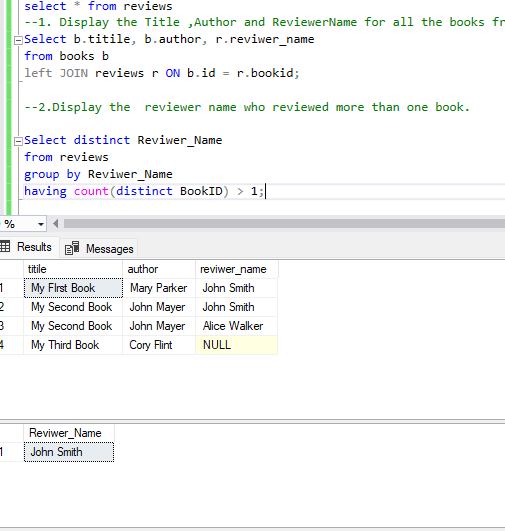 select * from reviews
--1. Display the Title ,Author and ReviewerName for all the books fr
Select b.titile, b.author, r.reviwer_name
from books b
left JOIN reviews r ON b.id = r.bookid;
--2.Display the  reviewer name who reviewed more than one book.
Select distinct Reviwer_Name
from reviews
group by Reviwer_Name
having count(distinct BookID) > 1;
%
Results Messages
titile author reviwer_name
1 My FIrst Book Mary Parker John Smith
2 My Second Book John Mayer John Smith
3 My Second Book John Mayer Alice Walker
4 My Third Book Cory Flint NULL
Reviwer_Name
1 John Smith